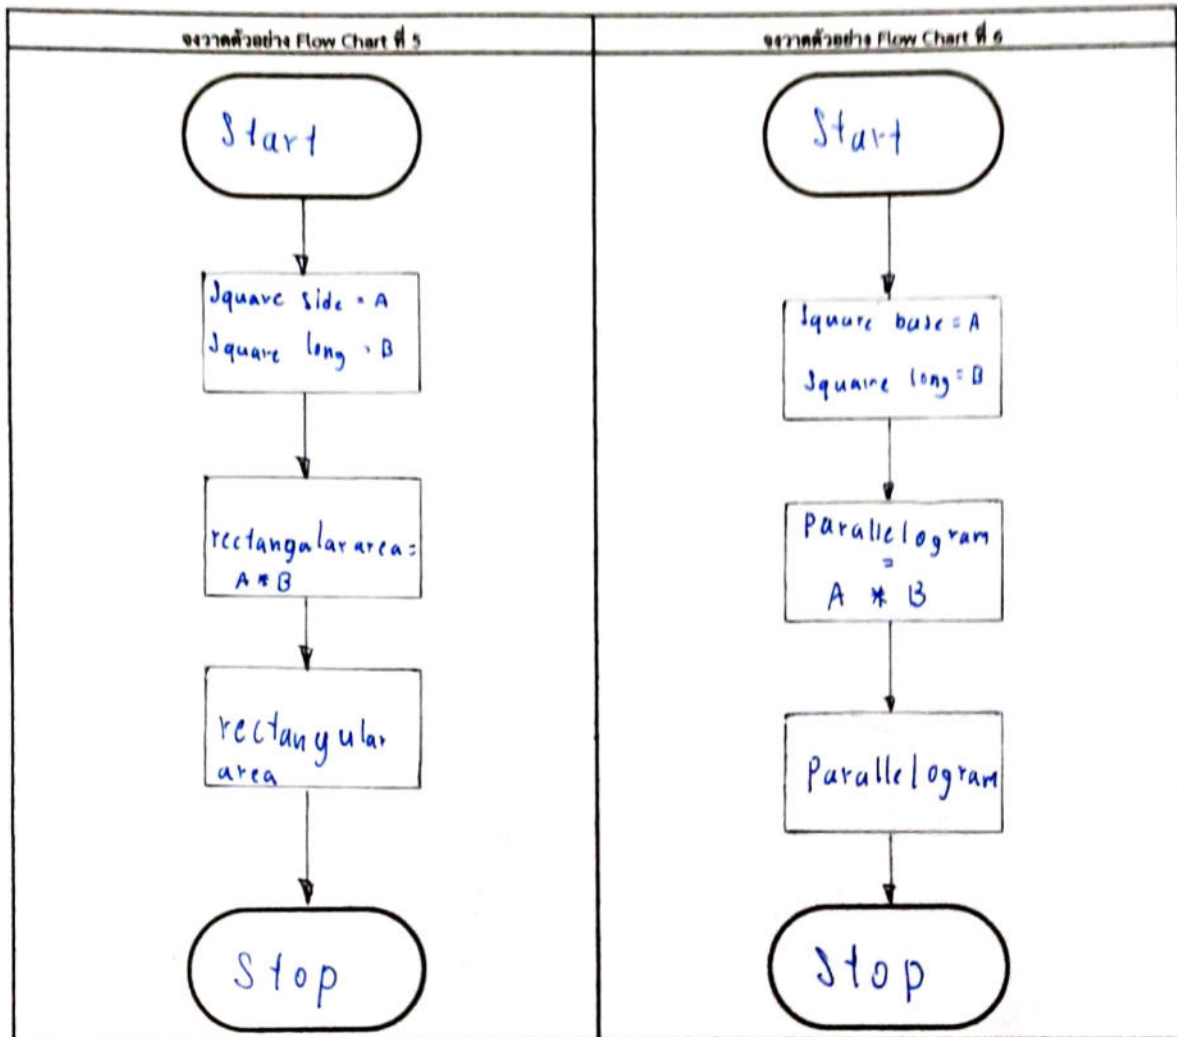 จงวาดตัวอย่าง Flow Chart ที่ 5
Start
Square side = A
Square long = B
rectangular area =
A * B
rectangular
area
Stop
จงวาดตัวอย่าง Flow Chart ที่ 6
Start
Square base = A
Square long = B
Parallelogram
=
A * B
Parallelogram
Stop